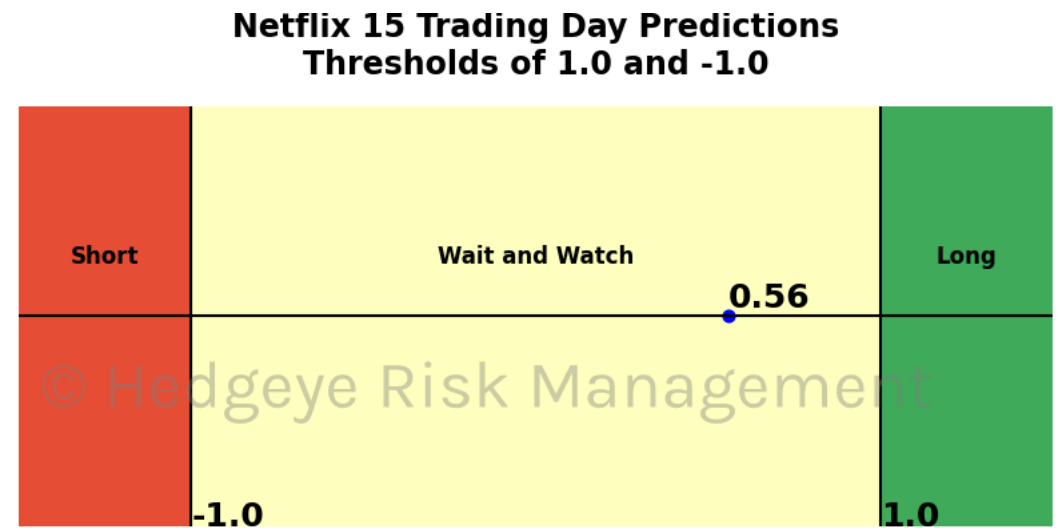 Netflix 15 Trading Day Predictions
Thresholds of 1.0 and -1.0
Short
Wait and Watch
Long
0.56
© Hedgeye Risk Management
-1.0
1.0